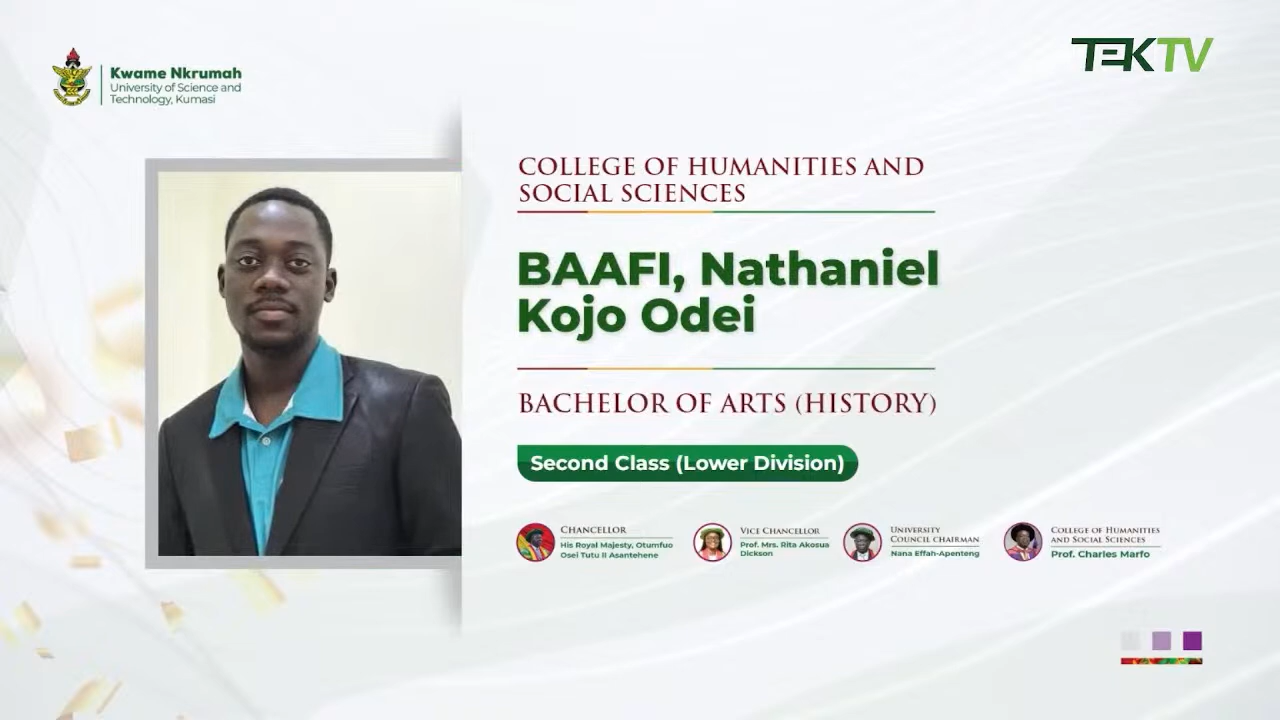 Kwame Nkrumah
University of Science and
Technology, Kumasi
TEKTV
COLLEGE OF HUMANITIES AND
SOCIAL SCIENCES
BAAFI, Nathaniel
Kojo Odei
BACHELOR OF ARTS (HISTORY)
Second Class (Lower Division)
CHANCELLOR
His Royal Majesty, Otumfuo
Osei Tutu II Asantehene
VICE CHANCELLOR
Prof. Mrs. Rita Akosua
Dickson
UNIVERSITY
COUNCIL CHAIRMAN
Nana Effah-Apenteng
COLLEGE OF HUMANITIES
AND SOCIAL SCIENCES
Prof. Charles Marfo